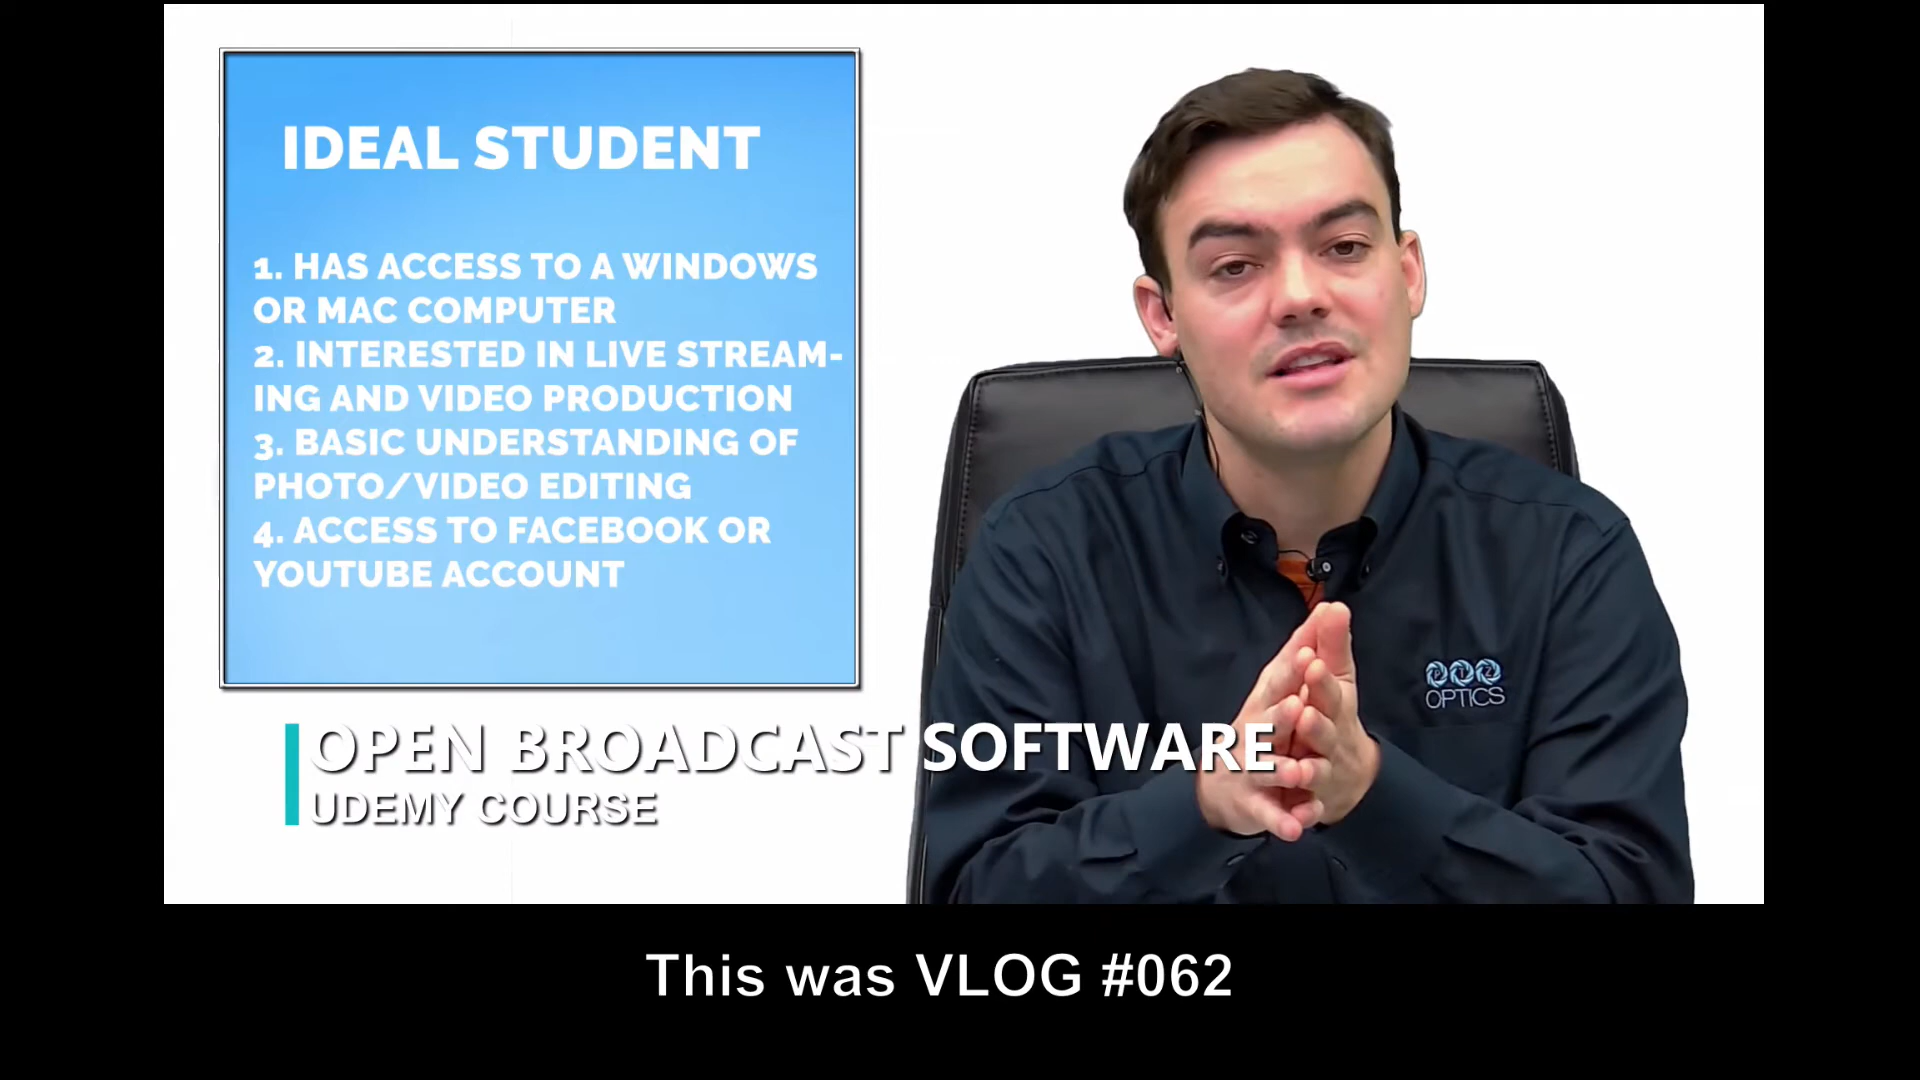 IDEAL STUDENT
1. HAS ACCESS TO A WINDOWS
OR MAC COMPUTER
2. INTERESTED IN LIVE STREAM-
ING AND VIDEO PRODUCTION
3. BASIC UNDERSTANDING OF
PHOTO/VIDEO EDITING
4. ACCESS TO FACEBOOK OR
YOUTUBE ACCOUNT
PTZ
OPTICS
OPEN BROADCAST SOFTWARE
UDEMY COURSE
This was VLOG #062